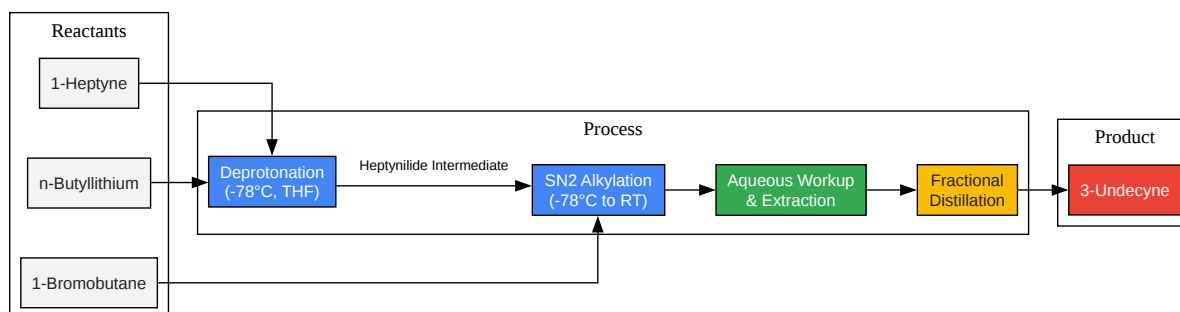 Reactants
1-Heptyne
n-Butyllithium
1-Bromobutane
Process
Deprotonation
(-78°C, THF)
Heptynilide Intermediate
SN2 Alkylation
(-78°C to RT)
Aqueous Workup
& Extraction
Fractional
Distillation
Product
3-Undecyne